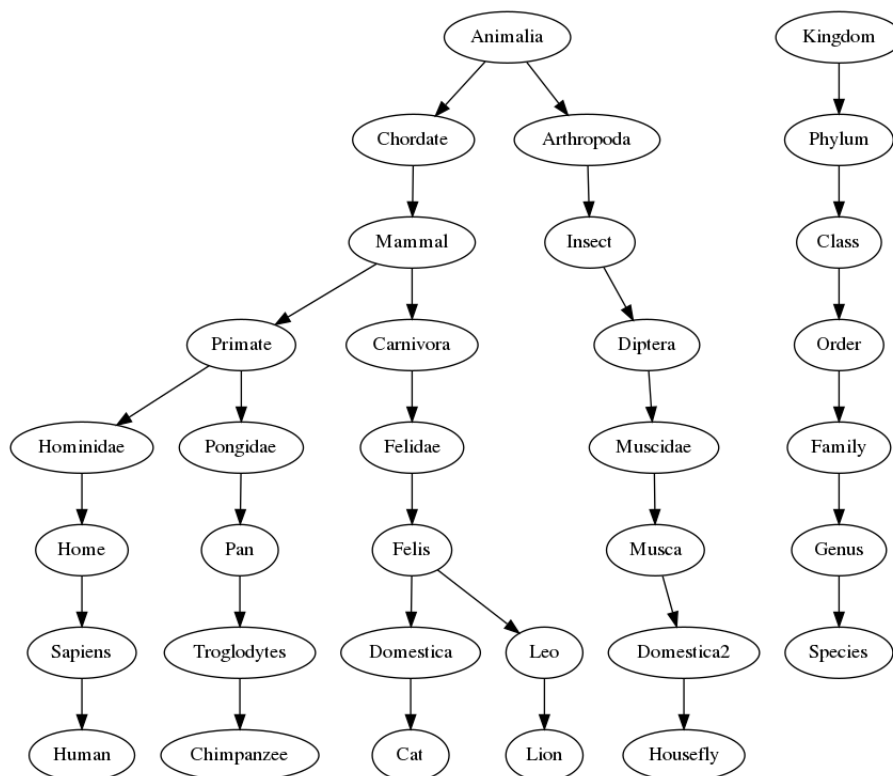 Animalia
Kingdom
Chordate
Arthropoda
Phylum
Mammal
Insect
Class
Primate
Carnivora
Diptera
Order
Hominidae
Pongidae
Felidae
Muscidae
Family
Home
Pan
Felis
Musca
Genus
Sapiens
Troglodytes
Domestica
Leo
Domestica2
Species
Human
Chimpanzee
Cat
Lion
Housefly